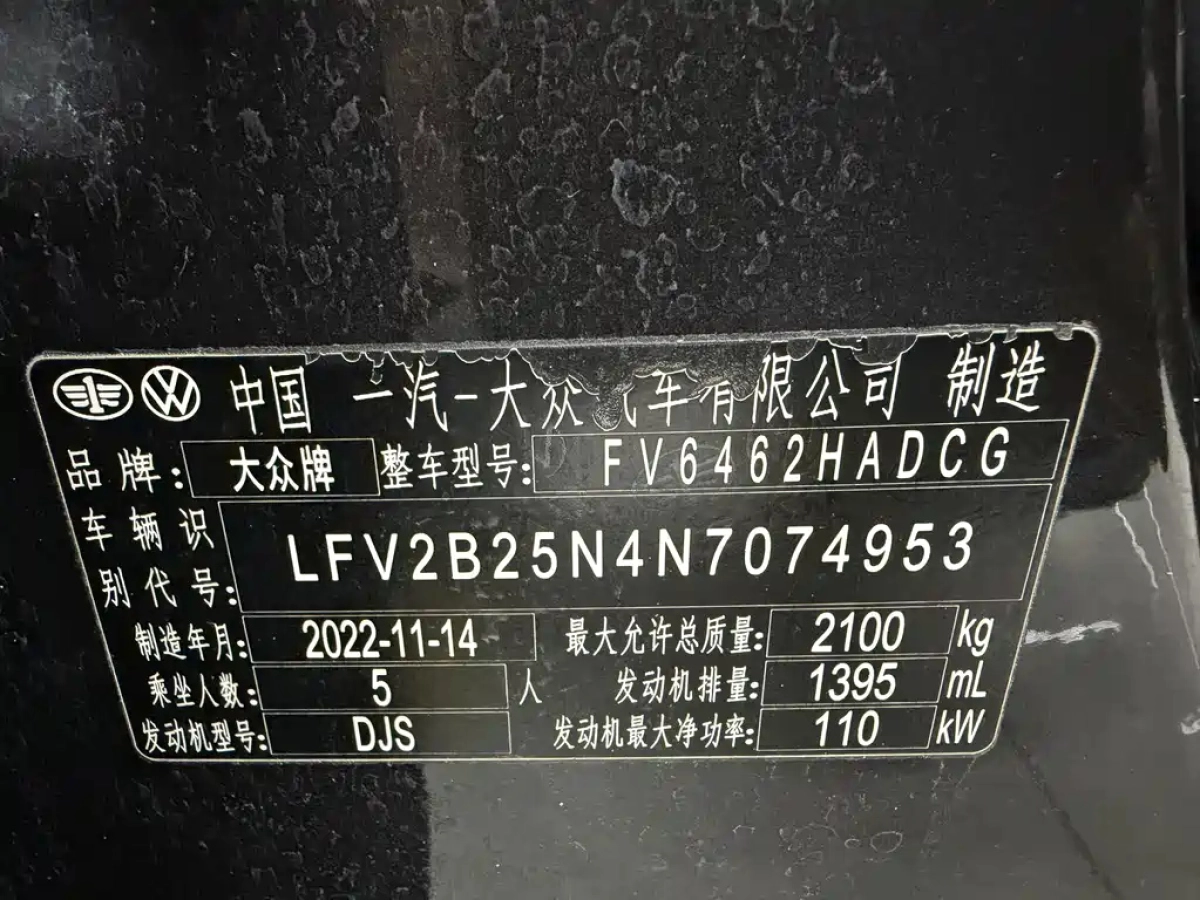 中国 一汽-大众汽车有限公司 制造
品牌: 大众牌 整车型号: FV6462HADCG
车辆识
别代号: LFV2B25N4N7074953
制造年月: 2022-11-14 最大允许总质量: 2100 kg
乘坐人数: 5 人 发动机排量: 1395 mL
发动机型号: DJS 发动机最大净功率: 110 kW